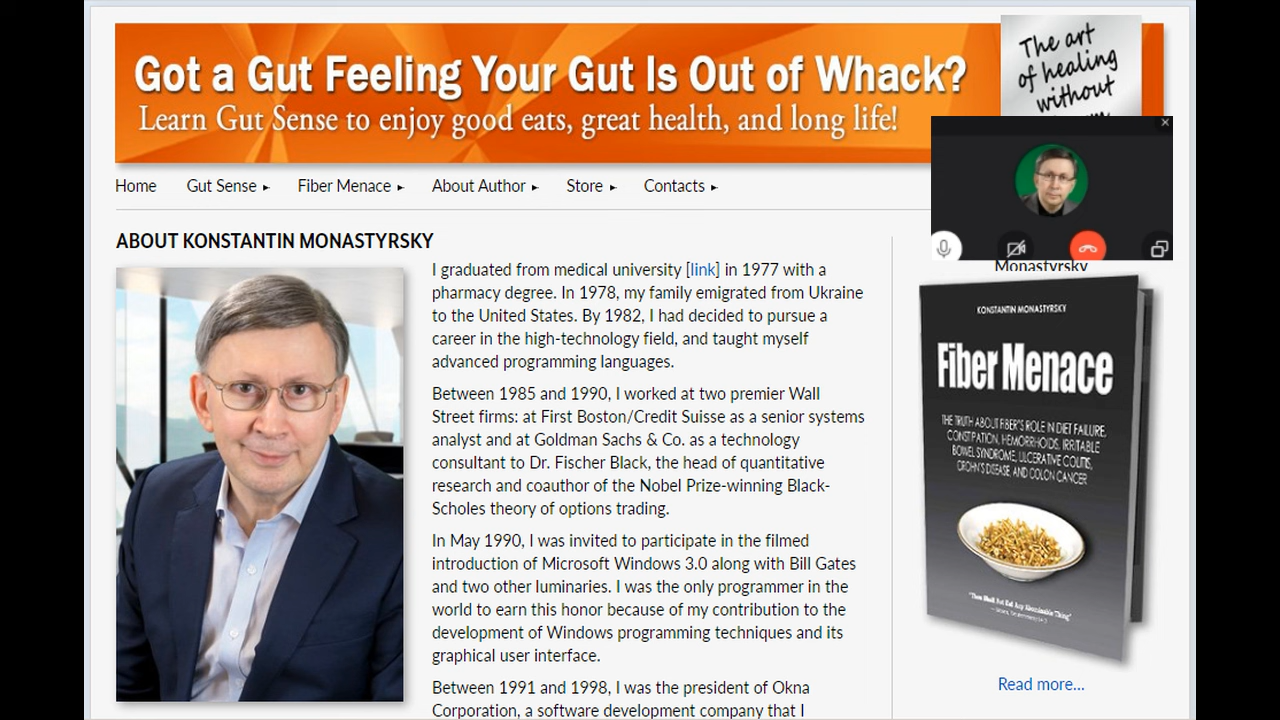 Got a Gut Feeling Your Gut Is Out of Whack?
Learn Gut Sense to enjoy good eats, great health, and long life!
The art
of healing
without
Home Gut Sense ► Fiber Menace ► About Author ► Store ► Contacts ►
ABOUT KONSTANTIN MONASTYRSKY
I graduated from medical university [link] in 1977 with a
pharmacy degree. In 1978, my family emigrated from Ukraine
to the United States. By 1982, I had decided to pursue a
career in the high-technology field, and taught myself
advanced programming languages.
Between 1985 and 1990, I worked at two premier Wall
Street firms: at First Boston/Credit Suisse as a senior systems
analyst and at Goldman Sachs & Co. as a technology
consultant to Dr. Fischer Black, the head of quantitative
research and coauthor of the Nobel Prize-winning Black-
Scholes theory of options trading.
In May 1990, I was invited to participate in the filmed
introduction of Microsoft Windows 3.0 along with Bill Gates
and two other luminaries. I was the only programmer in the
world to earn this honor because of my contribution to the
development of Windows programming techniques and its
graphical user interface.
Between 1991 and 1998, I was the president of Okna
Corporation, a software development company that I
Monastyrsky
KONSTANTIN MONASTYRSKY
Fiber Menace
THE TRUTH ABOUT FIBER'S ROLE IN DIET FAILURE,
CONSTIPATION, HEMORRHOIDS, IRRITABLE
BOWEL SYNDROME, ULCERATIVE COLITIS,
CROHN'S DISEASE, AND COLON CANCER
"Thou Shalt Not Eat Any Abominable Thing"
Read more...